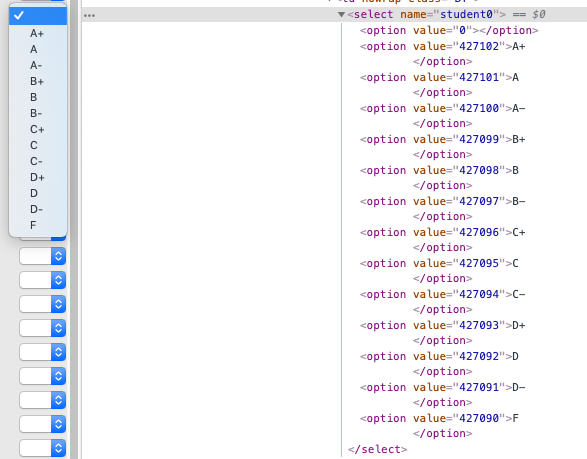 ✓
A+
A
A-
B+
B
B-
C+
C
C-
D+
D
D-
F
…
▼<select name="student0"> == $0
<option value="0"></option>
<option value="427102">A+
</option>
<option value="427101">A
</option>
<option value="427100">A-
</option>
<option value="427099">B+
</option>
<option value="427098">B
</option>
<option value="427097">B-
</option>
<option value="427096">C+
</option>
<option value="427095">C
</option>
<option value="427094">C-
</option>
<option value="427093">D+
</option>
<option value="427092">D
</option>
<option value="427091">D-
</option>
<option value="427090">F
</option>
</select>